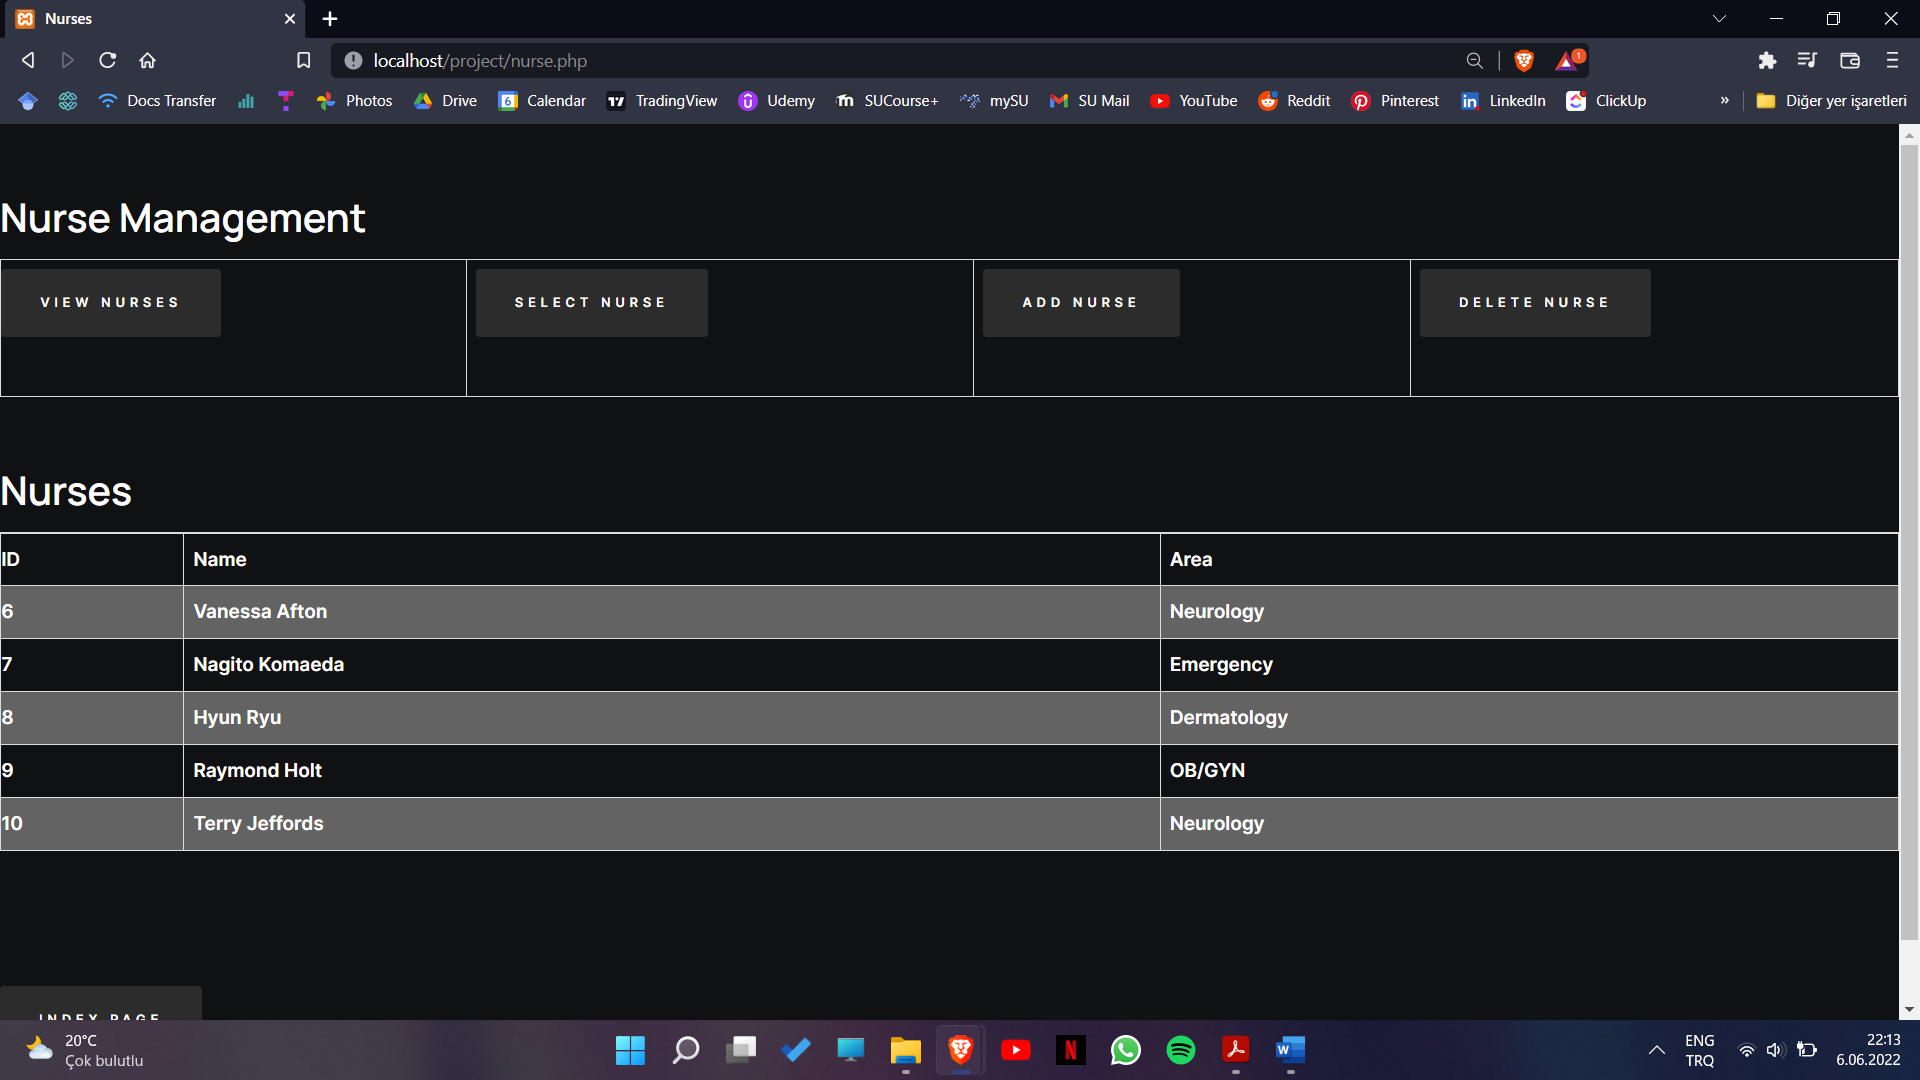 Nurses
localhost/project/nurse.php
1
Docs Transfer
Photos
Drive
6
Calendar
TradingView
Udemy
SUCourse+
mySU
SU Mail
YouTube
Reddit
Pinterest
LinkedIn
ClickUp
»
Diğer yer işaretleri
Nurse Management
VIEW NURSES
SELECT NURSE
ADD NURSE
DELETE NURSE
Nurses
ID Name Area
6 Vanessa Afton Neurology
7 Nagito Komaeda Emergency
8 Hyun Ryu Dermatology
9 Raymond Holt OB/GYN
10 Terry Jeffords Neurology
INDEX PAGE
20°C
Çok bulutlu
ENG
TRQ
22:13
6.06.2022